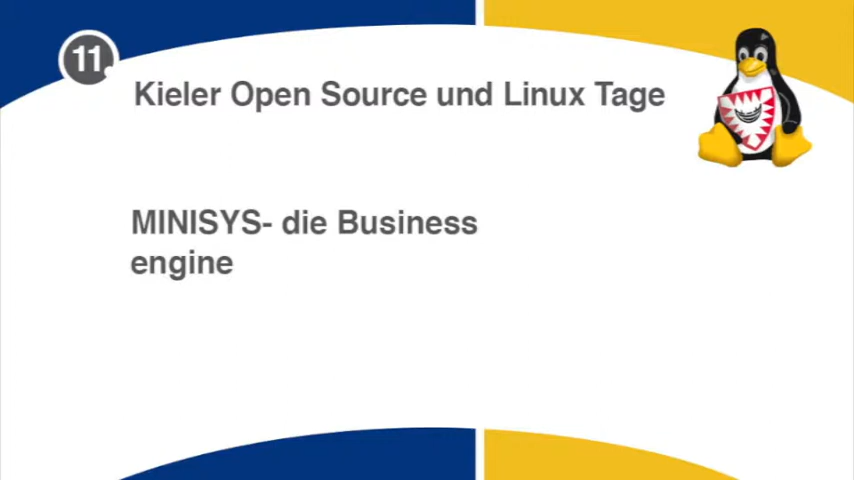 11.
Kieler Open Source und Linux Tage
MINISYS- die Business
engine